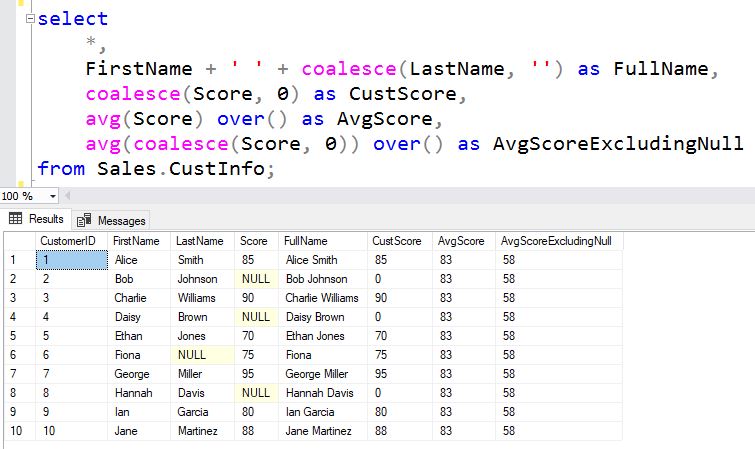 select
*,
FirstName + ' ' + coalesce(LastName, '') as FullName,
coalesce(Score, 0) as CustScore,
avg(Score) over() as AvgScore,
avg(coalesce(Score, 0)) over() as AvgScoreExcludingNull
from Sales.CustInfo;
100 %
Results Messages
CustomerID FirstName LastName Score FullName CustScore AvgScore AvgScoreExcludingNull
1 1 Alice Smith 85 Alice Smith 85 83 58
2 2 Bob Johnson NULL Bob Johnson 0 83 58
3 3 Charlie Williams 90 Charlie Williams 90 83 58
4 4 Daisy Brown NULL Daisy Brown 0 83 58
5 5 Ethan Jones 70 Ethan Jones 70 83 58
6 6 Fiona NULL 75 Fiona 75 83 58
7 7 George Miller 95 George Miller 95 83 58
8 8 Hannah Davis NULL Hannah Davis 0 83 58
9 9 Ian Garcia 80 Ian Garcia 80 83 58
10 10 Jane Martinez 88 Jane Martinez 88 83 58